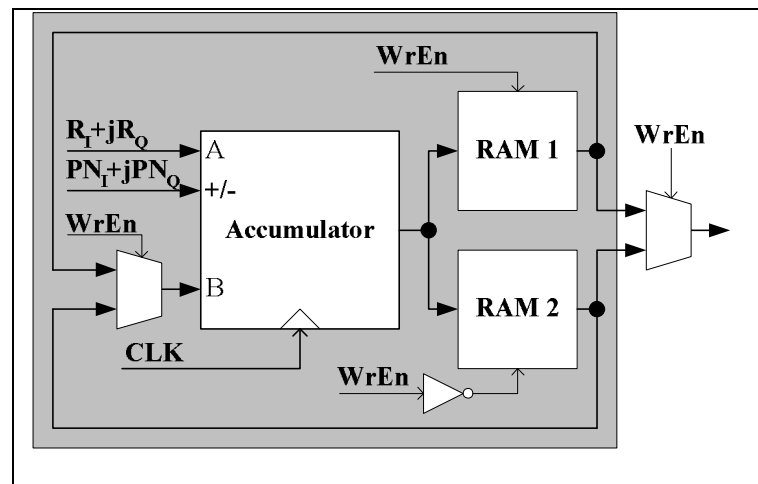 WrEn
R_I+jR_Q
A
RAM 1
WrEn
PN_I+jPN_Q
+/-
WrEn
Accumulator
B
RAM 2
CLK
WrEn